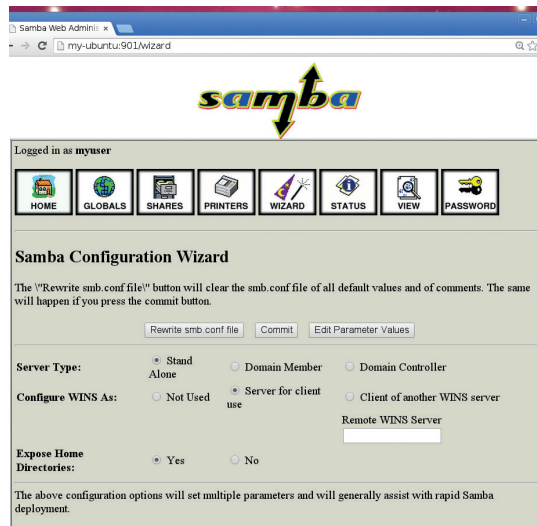 Samba Web Adminis ×
my-ubuntu:901/wizard
samba
Logged in as myuser
HOME GLOBALS SHARES PRINTERS WIZARD STATUS VIEW PASSWORD
Samba Configuration Wizard
The \"Rewrite smb.conf file\" button will clear the smb.conf file of all default values and of comments. The same
will happen if you press the commit button.
Rewrite smb.conf file Commit Edit Parameter Values
Server Type: Stand Alone Domain Member Domain Controller
Configure WINS As: Not Used Server for client use Client of another WINS server
Remote WINS Server
Expose Home Directories: Yes No
The above configuration options will set multiple parameters and will generally assist with rapid Samba
deployment.